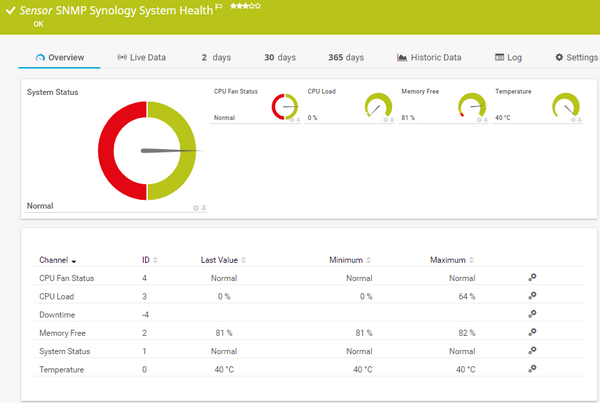 Sensor SNMP Synology System Health
OK
Overview
Live Data
2 days
30 days
365 days
Historic Data
Log
Settings
System Status
Normal
CPU Fan Status
Normal
CPU Load
0 %
Memory Free
81 %
Temperature
40 °C
Channel ID Last Value Minimum Maximum
CPU Fan Status 4 Normal Normal Normal
CPU Load 3 0 % 0 % 64 %
Downtime -4
Memory Free 2 81 % 81 % 82 %
System Status 1 Normal Normal Normal
Temperature 0 40 °C 40 °C 40 °C